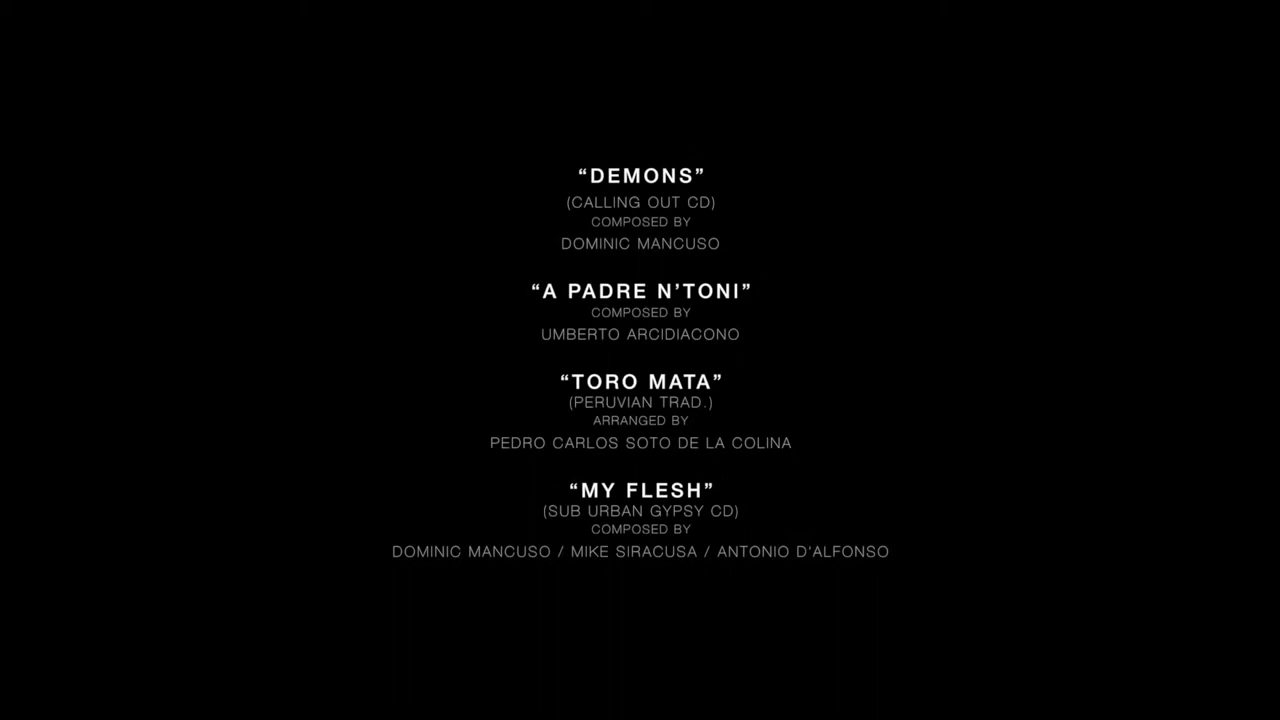 “DEMONS”
(CALLING OUT CD)
COMPOSED BY
DOMINIC MANCUSO
“A PADRE N’TONI”
COMPOSED BY
UMBERTO ARCIDIACONO
“TORO MATA”
(PERUVIAN TRAD.)
ARRANGED BY
PEDRO CARLOS SOTO DE LA COLINA
“MY FLESH”
(SUB URBAN GYPSY CD)
COMPOSED BY
DOMINIC MANCUSO / MIKE SIRACUSA / ANTONIO D'ALFONSO